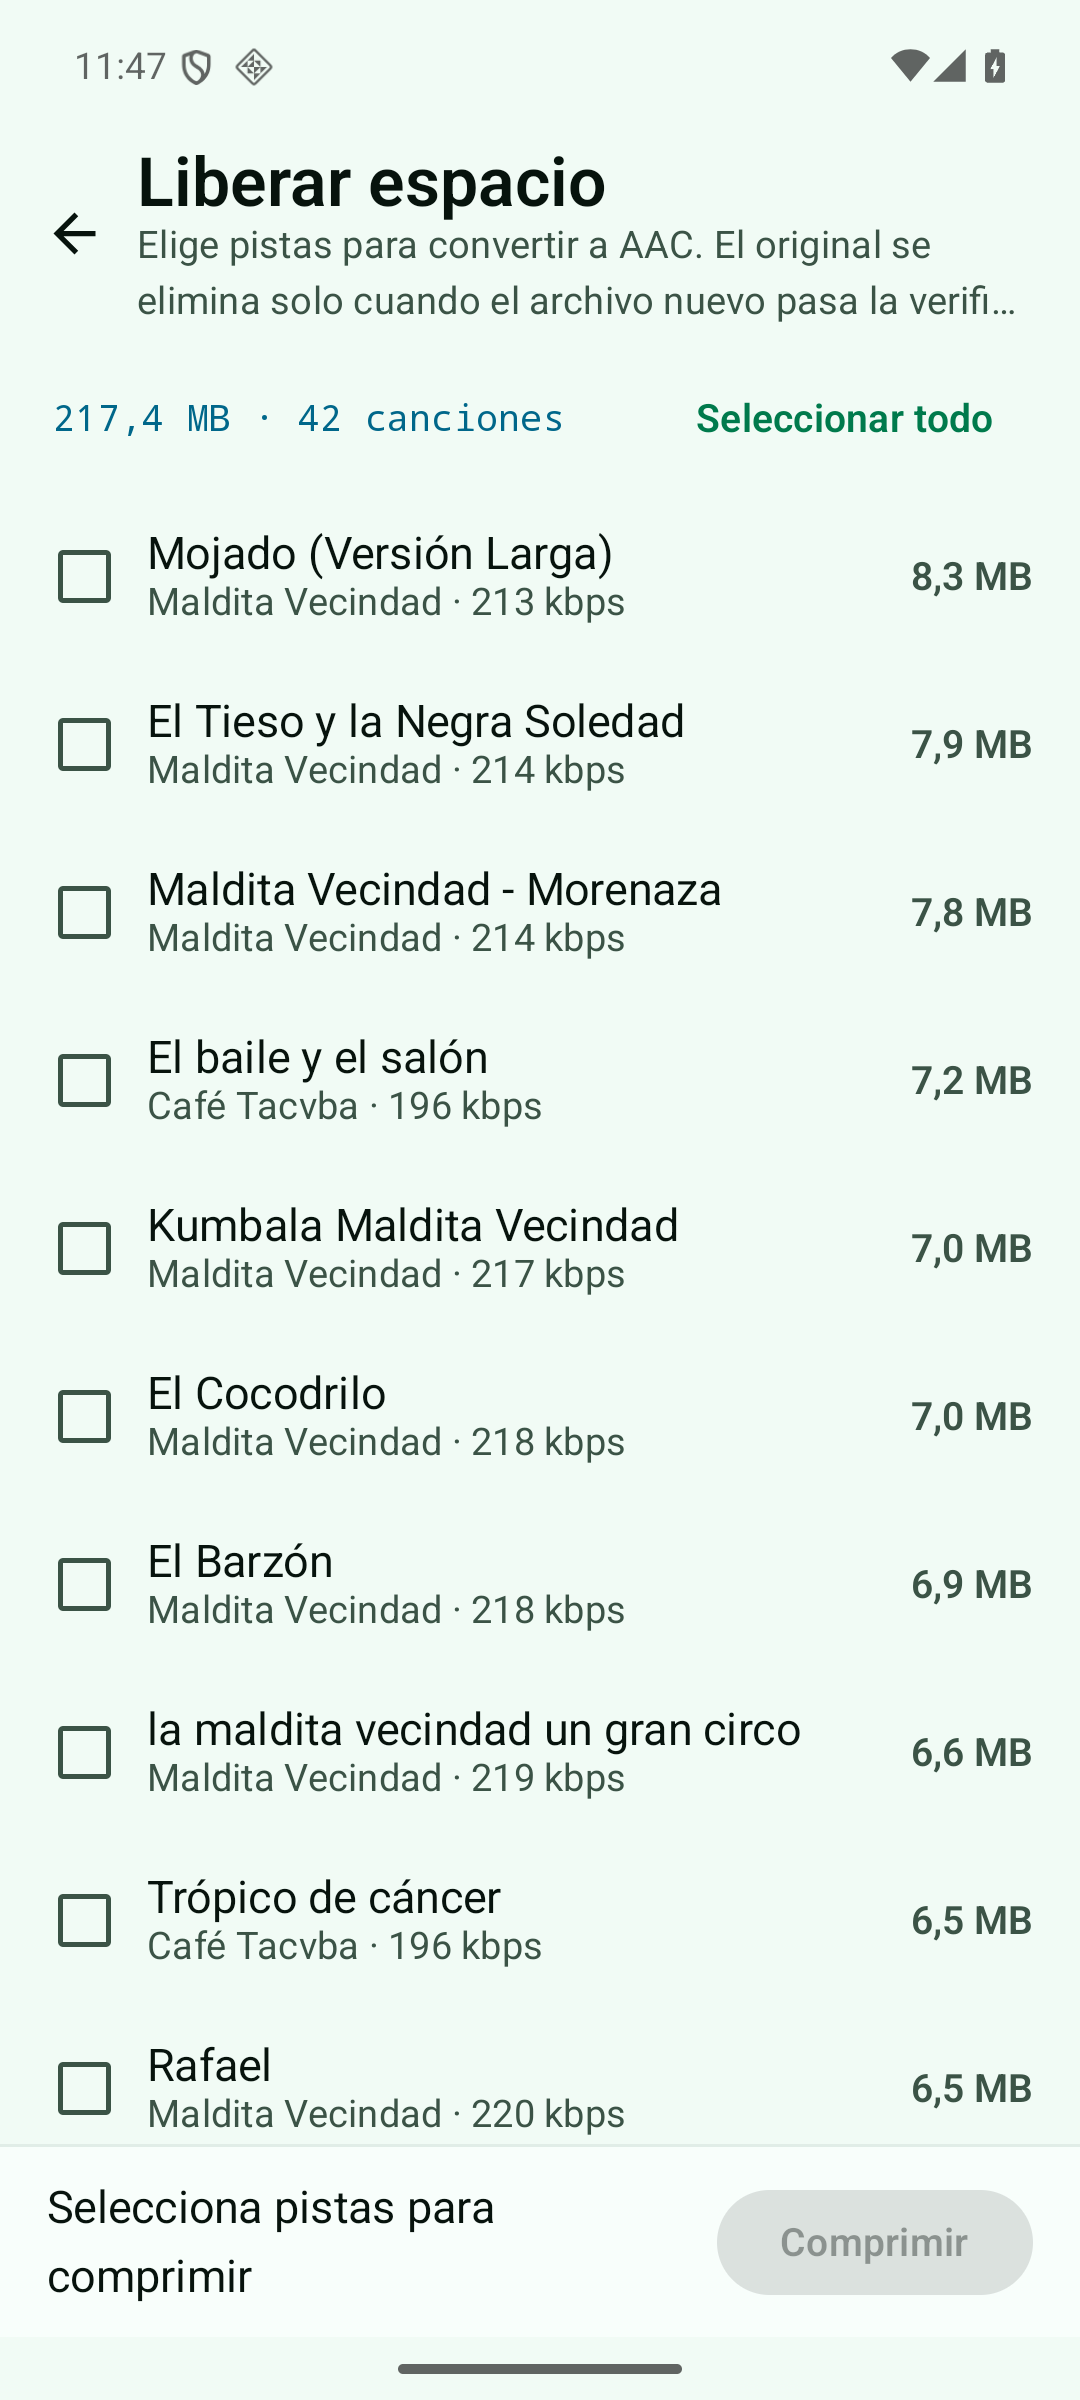 11:47
Liberar espacio
Elige pistas para convertir a AAC. El original se
elimina solo cuando el archivo nuevo pasa la verifi…
217,4 MB · 42 canciones
Seleccionar todo
Mojado (Versión Larga)
Maldita Vecindad · 213 kbps
8,3 MB
El Tieso y la Negra Soledad
Maldita Vecindad · 214 kbps
7,9 MB
Maldita Vecindad - Morenaza
Maldita Vecindad · 214 kbps
7,8 MB
El baile y el salón
Café Tacvba · 196 kbps
7,2 MB
Kumbala Maldita Vecindad
Maldita Vecindad · 217 kbps
7,0 MB
El Cocodrilo
Maldita Vecindad · 218 kbps
7,0 MB
El Barzón
Maldita Vecindad · 218 kbps
6,9 MB
la maldita vecindad un gran circo
Maldita Vecindad · 219 kbps
6,6 MB
Trópico de cáncer
Café Tacvba · 196 kbps
6,5 MB
Rafael
Maldita Vecindad · 220 kbps
6,5 MB
Selecciona pistas para
comprimir
Comprimir